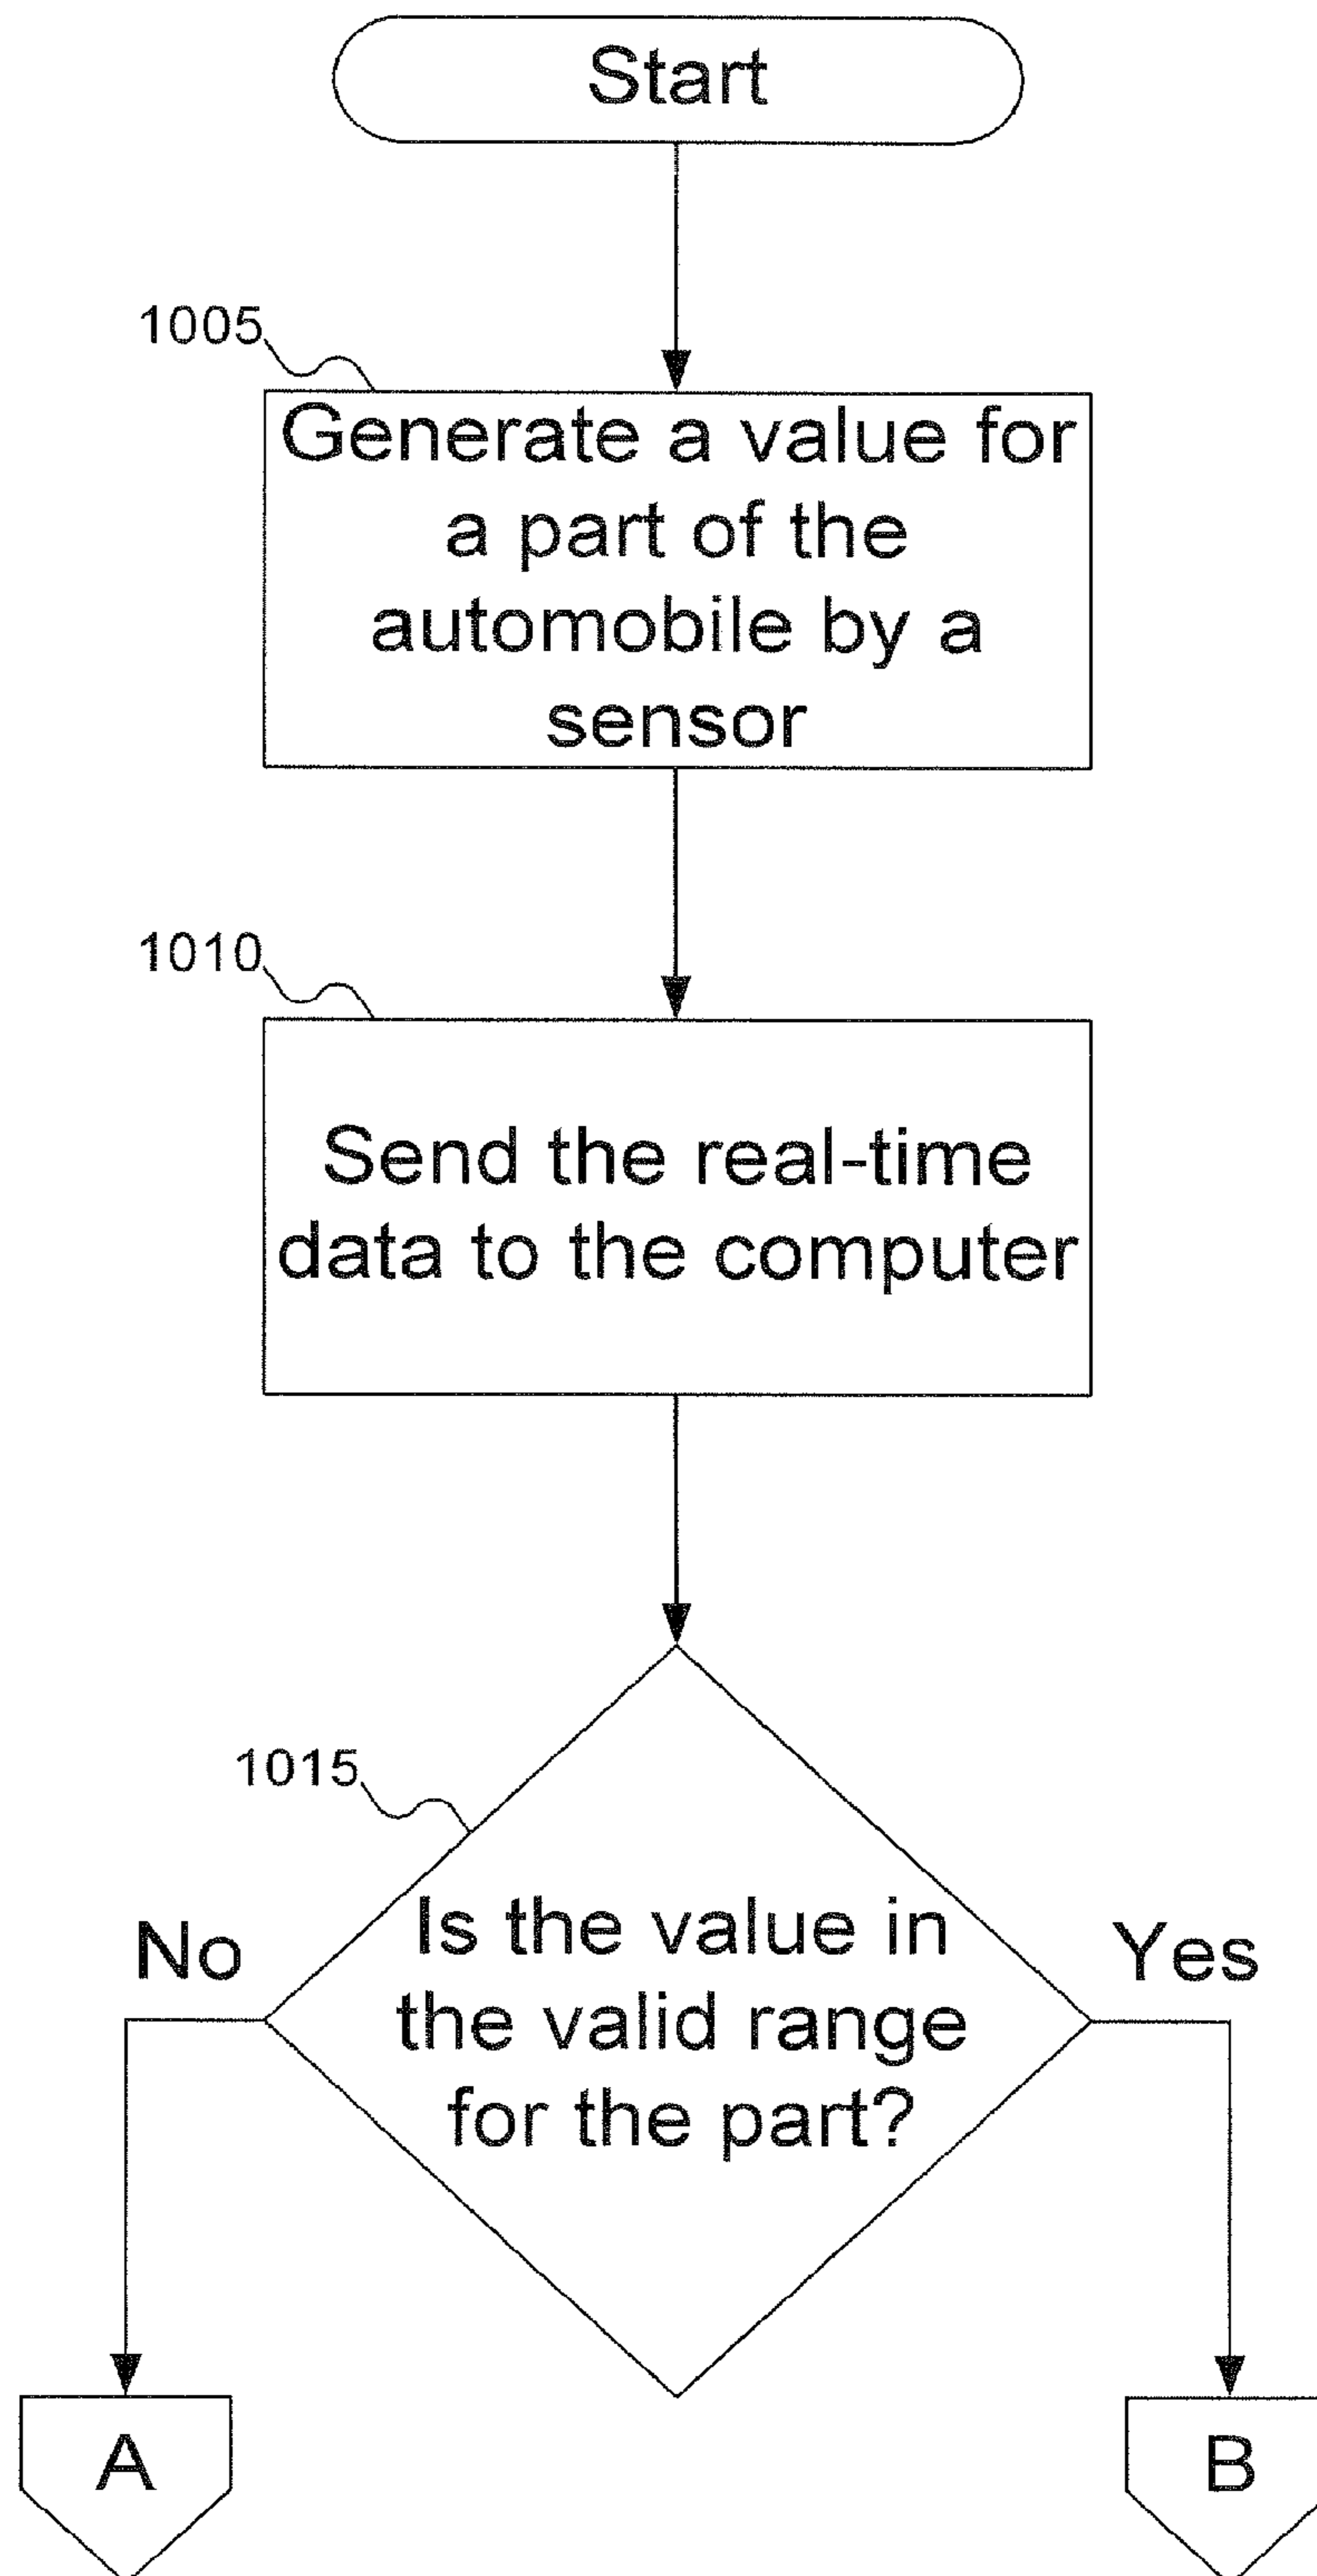 Start
1005
Generate a value for
a part of the
automobile by a
sensor
1010
Send the real-time
data to the computer
1015
Is the value in
the valid range
for the part?
No
Yes
A
B